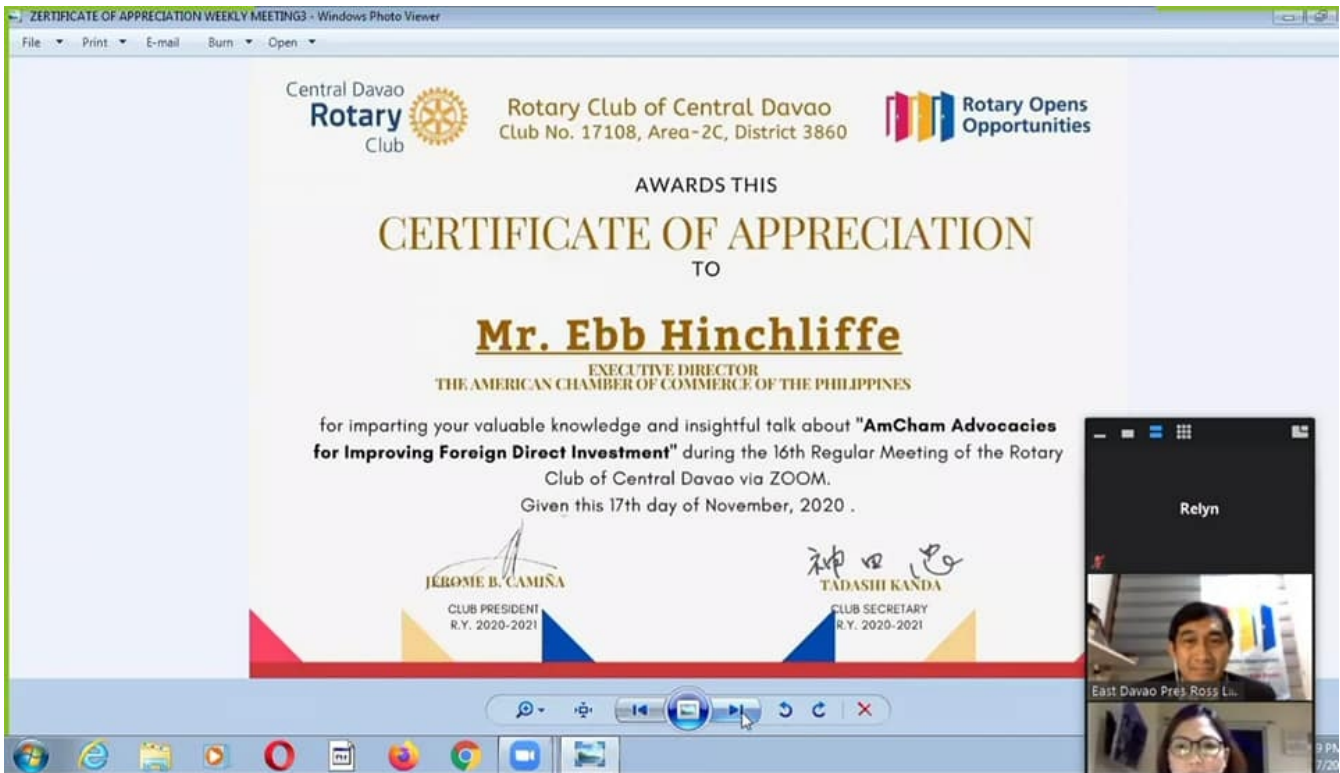 ZERTIFICATE OF APPRECIATION WEEKLY MEETING3 - Windows Photo Viewer
File Print E-mail Burn Open
Central Davao
Rotary
Club
Rotary Club of Central Davao
Club No. 17108, Area-2C, District 3860
Rotary Opens
Opportunities
AWARDS THIS
CERTIFICATE OF APPRECIATION
TO
Mr. Ebb Hinchliffe
EXECUTIVE DIRECTOR
THE AMERICAN CHAMBER OF COMMERCE OF THE PHILIPPINES
for imparting your valuable knowledge and insightful talk about "AmCham Advocacies
for Improving Foreign Direct Investment" during the 16th Regular Meeting of the Rotary
Club of Central Davao via ZOOM.
Given this 17th day of November, 2020 .
JEROME B. CAMIÑA
CLUB PRESIDENT
R.Y. 2020-2021
神田
TADASHI KANDA
CLUB SECRETARY
R.Y. 2020-2021
Relyn
East Davao Pres Ross
9 PM